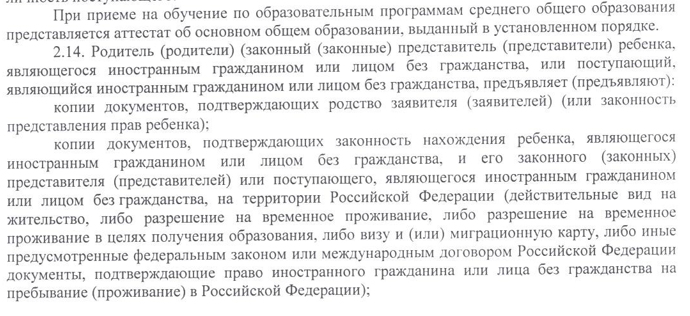 При приеме на обучение по образовательным программам среднего общего образования
представляется аттестат об основном общем образовании, выданный в установленном порядке.
2.14. Родитель (родители) (законный (законные) представитель (представители) ребенка,
являющегося иностранным гражданином или лицом без гражданства, или поступающий,
являющийся иностранным гражданином или лицом без гражданства, предъявляет (предъявляют):
копии документов, подтверждающих родство заявителя (заявителей) (или законность
представления прав ребенка);
копии документов, подтверждающих законность нахождения ребенка, являющегося
иностранным гражданином или лицом без гражданства, и его законного (законных)
представителя (представителей) или поступающего, являющегося иностранным гражданином
или лицом без гражданства, на территории Российской Федерации (действительные вид на
жительство, либо разрешение на временное проживание, либо разрешение на временное
проживание в целях получения образования, либо визу и (или) миграционную карту, либо иные
предусмотренные федеральным законом или международным договором Российской Федерации
документы, подтверждающие право иностранного гражданина или лица без гражданства на
пребывание (проживание) в Российской Федерации);